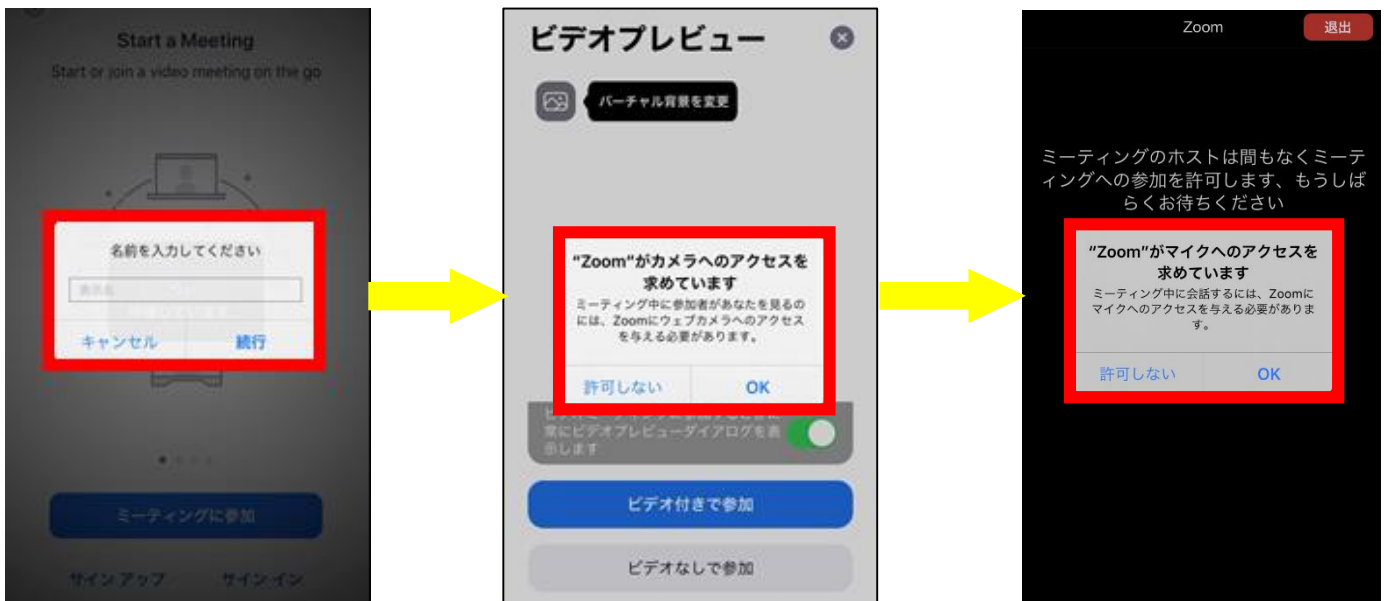 Start a Meeting
Start or join a video meeting on the go
名前を入力してください
キャンセル
続行
ミーティングに参加
サインアップ
サインイン
ビデオプレビュー
バーチャル背景を変更
“Zoom”がカメラへのアクセスを
求めています
ミーティング中に参加者があなたを見るの
には、Zoomにウェブカメラへのアクセス
を与える必要があります。
許可しない
OK
常にビデオプレビューダイアログを表
示します
ビデオ付きで参加
ビデオなしで参加
Zoom
退出
ミーティングのホストは間もなくミーテ
ィングへの参加を許可します、もうしば
らくお待ちください
“Zoom”がマイクへのアクセスを
求めています
ミーティング中に会話するには、Zoomに
マイクへのアクセスを与える必要がありま
す。
許可しない
OK